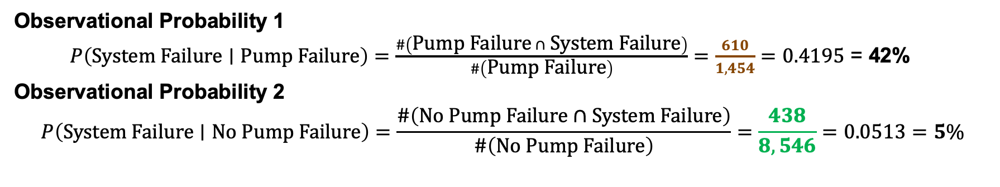 Observational Probability 1
P(System Failure | Pump Failure) = #(Pump Failure ∩ System Failure) / #(Pump Failure) = 610 / 1,454 = 0.4195 = 42%
Observational Probability 2
P(System Failure | No Pump Failure) = #(No Pump Failure ∩ System Failure) / #(No Pump Failure) = 438 / 8,546 = 0.0513 = 5%